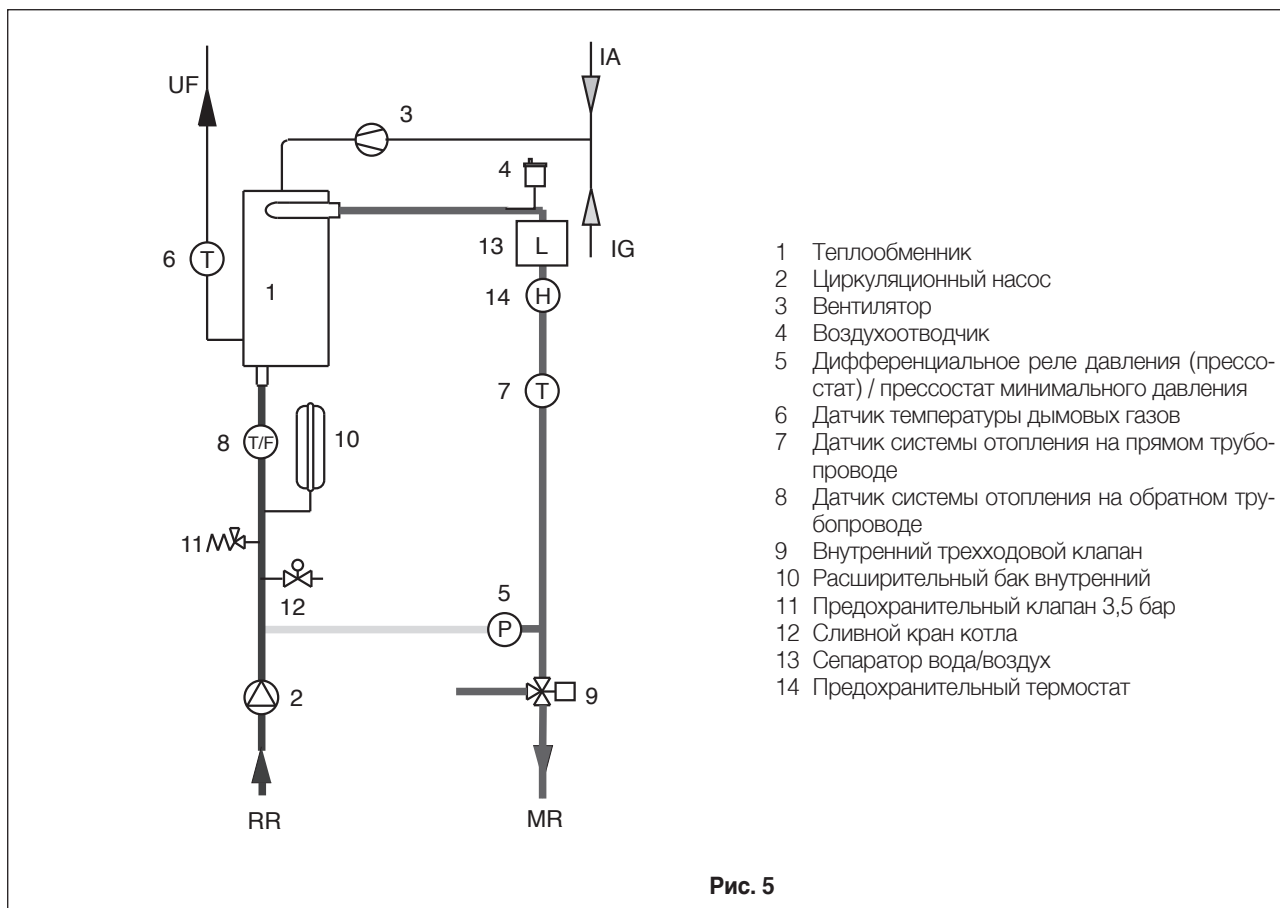 IA
UF
3
4
6
T
13
L
IG
14
H
1
7
T
8
T/F
10
11
5
12
P
2
9
RR
MR
1 Теплообменник
2 Циркуляционный насос
3 Вентилятор
4 Воздухоотводчик
5 Дифференциальное реле давления (прессо-
стат) / прессостат минимального давления
6 Датчик температуры дымовых газов
7 Датчик системы отопления на прямом трубо-
проводе
8 Датчик системы отопления на обратном тру-
бопроводе
9 Внутренний трехходовой клапан
10 Расширительный бак внутренний
11 Предохранительный клапан 3,5 бар
12 Сливной кран котла
13 Сепаратор вода/воздух
14 Предохранительный термостат
Рис. 5